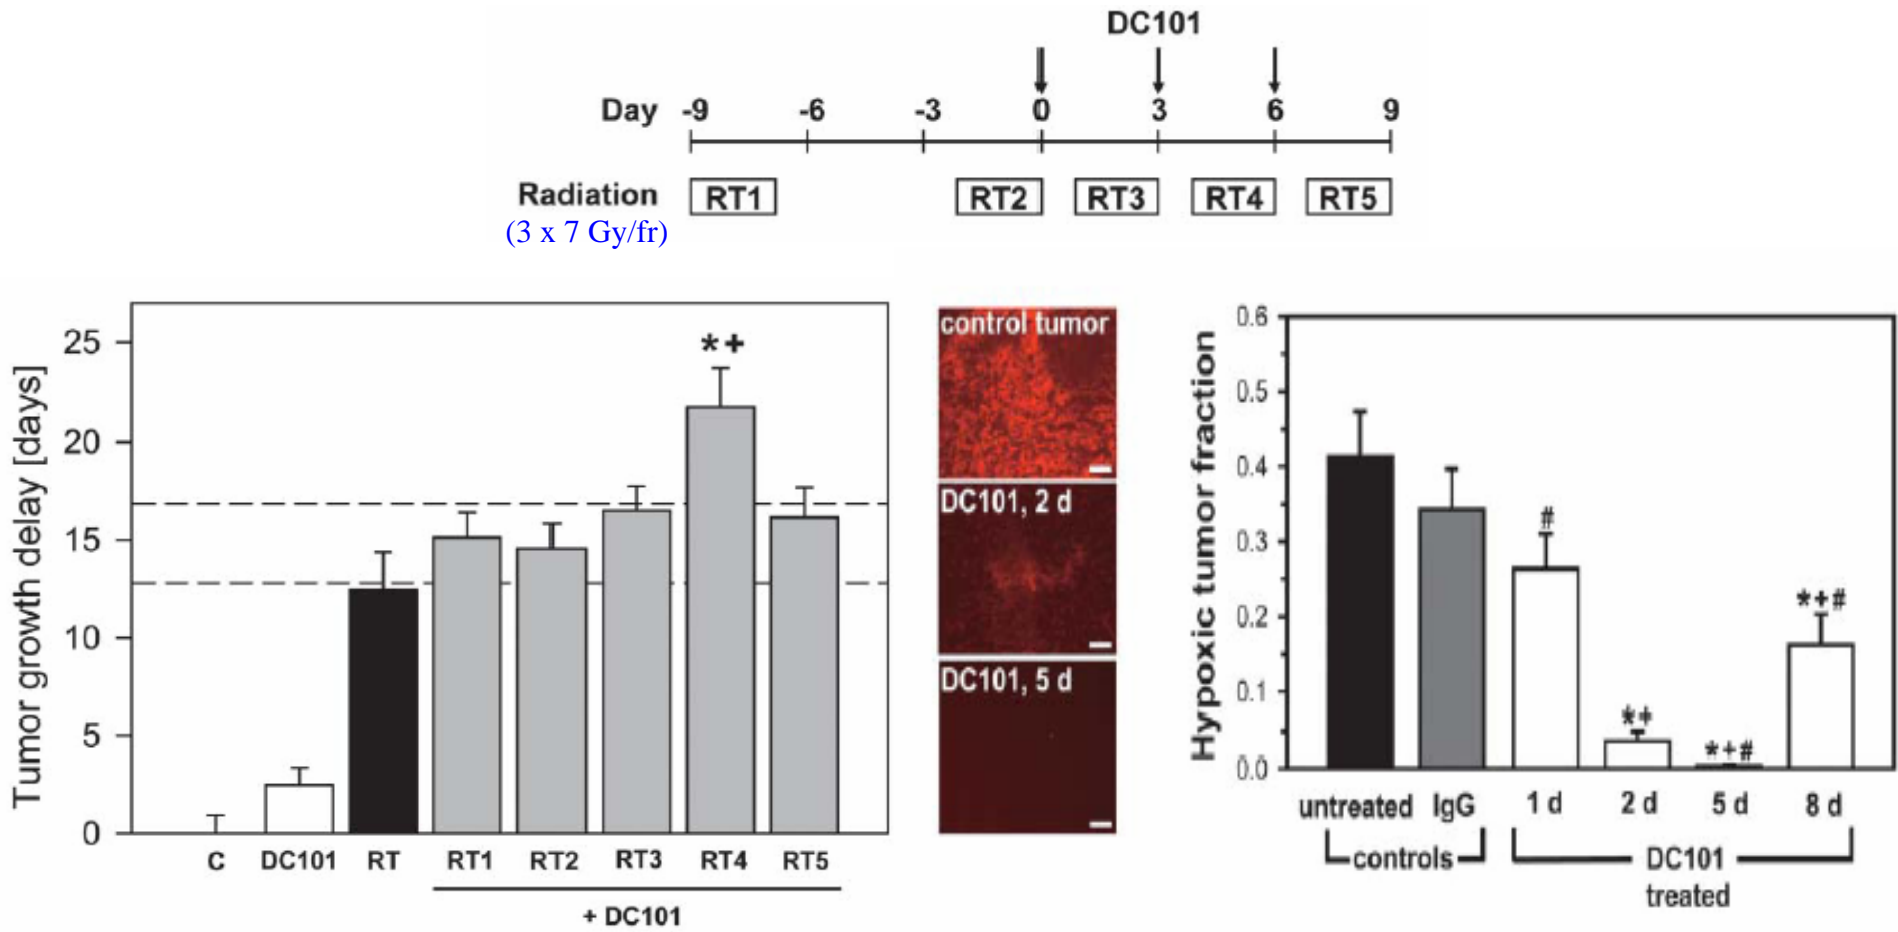 DC101
Day -9 -6 -3 0 3 6 9
Radiation RT1 RT2 RT3 RT4 RT5
(3 x 7 Gy/fr)
Tumor growth delay [days]
25
20
15
10
5
0
*+
C DC101 RT RT1 RT2 RT3 RT4 RT5
+ DC101
control tumor
DC101, 2 d
DC101, 5 d
Hypoxic tumor fraction
0.6
0.5
0.4
0.3
0.2
0.1
0.0
#
*+
*+#
*+#
untreated IgG 1 d 2 d 5 d 8 d
controls DC101
treated